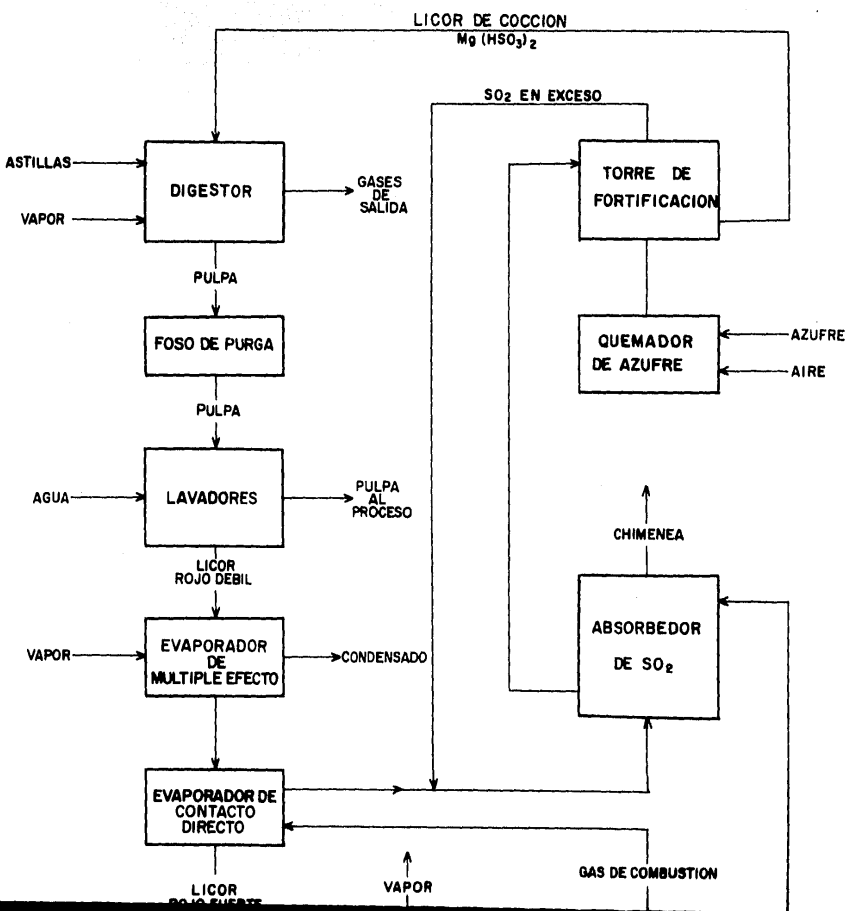 LICOR DE COCCION
Mg (HSO3)2
SO2 EN EXCESO
ASTILLAS
VAPOR
DIGESTOR
GASES
DE
SALIDA
TORRE DE
FORTIFICACION
PULPA
FOSO DE PURGA
QUEMADOR
DE AZUFRE
AZUFRE
AIRE
PULPA
AGUA
LAVADORES
PULPA
AL
PROCESO
CHIMENEA
LICOR
ROJO DEBIL
VAPOR
EVAPORADOR
DE
MULTIPLE EFECTO
CONDENSADO
ABSORBEDOR
DE SO2
EVAPORADOR DE
CONTACTO
DIRECTO
GAS DE COMBUSTION
LICOR
ROJO FUERTE
VAPOR